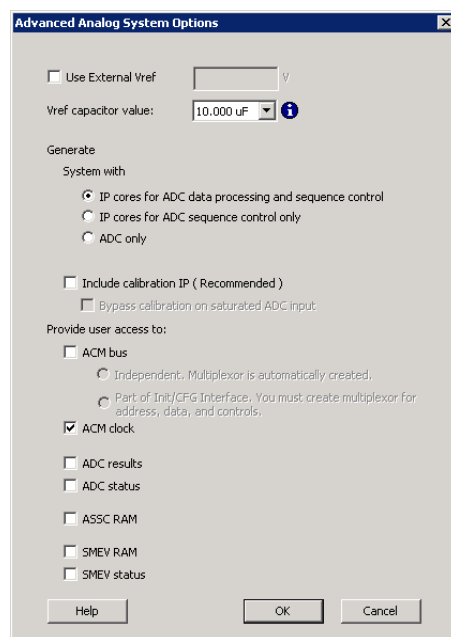 Advanced Analog System Options
Use External Vref
V
Vref capacitor value:
10.000 uF
Generate
System with
IP cores for ADC data processing and sequence control
IP cores for ADC sequence control only
ADC only
Include calibration IP ( Recommended )
Bypass calibration on saturated ADC input
Provide user access to:
ACM bus
Independent. Multiplexor is automatically created.
Part of Init/CFG Interface. You must create multiplexor for
address, data, and controls.
ACM clock
ADC results
ADC status
ASSC RAM
SMEV RAM
SMEV status
Help
OK
Cancel